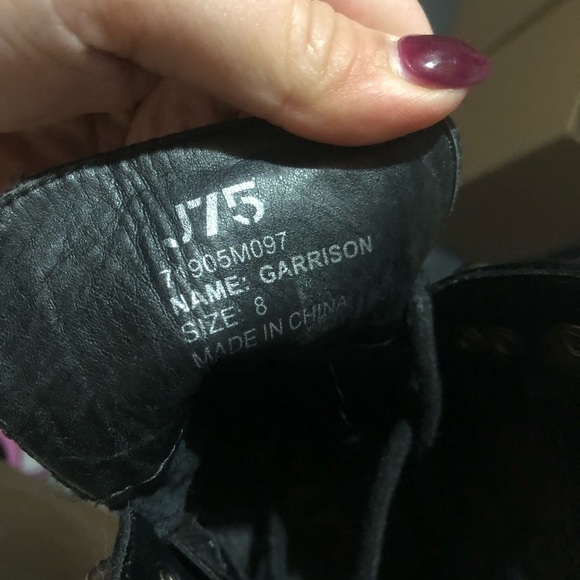 J75
71905M097
NAME: GARRISON
SIZE: 8
MADE IN CHINA